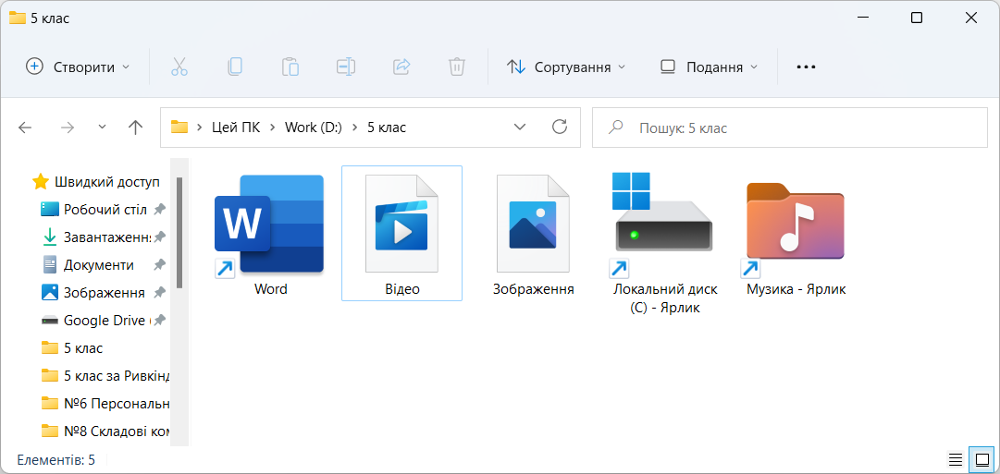 5 клас
Створити
Сортування
Подання
Цей ПК
Work (D:)
5 клас
Пошук: 5 клас
Швидкий доступ
Робочий стіл
Завантажен
Документи
Зображення
Google Drive (
5 клас
5 клас за Ривкінд
№6 Персональн
№8 Складові ком
W
Word
Відео
Зображення
Локальний диск
(C) - Ярлик
Музика - Ярлик
Елементів: 5